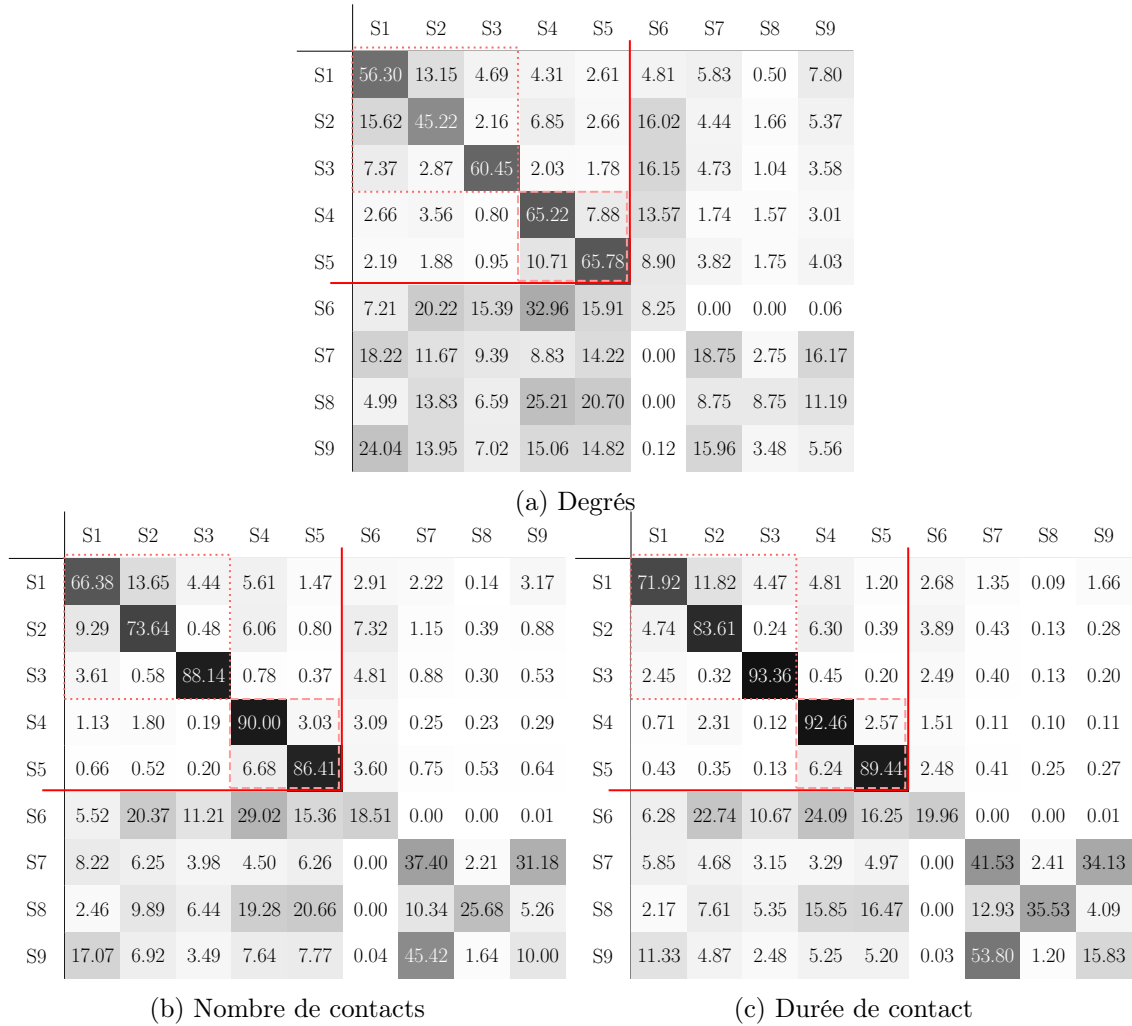 S1 S2 S3 S4 S5 S6 S7 S8 S9
S1 56.30 13.15 4.69 4.31 2.61 4.81 5.83 0.50 7.80
S2 15.62 45.22 2.16 6.85 2.66 16.02 4.44 1.66 5.37
S3 7.37 2.87 60.45 2.03 1.78 16.15 4.73 1.04 3.58
S4 2.66 3.56 0.80 65.22 7.88 13.57 1.74 1.57 3.01
S5 2.19 1.88 0.95 10.71 65.78 8.90 3.82 1.75 4.03
S6 7.21 20.22 15.39 32.96 15.91 8.25 0.00 0.00 0.06
S7 18.22 11.67 9.39 8.83 14.22 0.00 18.75 2.75 16.17
S8 4.99 13.83 6.59 25.21 20.70 0.00 8.75 8.75 11.19
S9 24.04 13.95 7.02 15.06 14.82 0.12 15.96 3.48 5.56
(a) Degrés
S1 S2 S3 S4 S5 S6 S7 S8 S9
S1 66.38 13.65 4.44 5.61 1.47 2.91 2.22 0.14 3.17
S2 9.29 73.64 0.48 6.06 0.80 7.32 1.15 0.39 0.88
S3 3.61 0.58 88.14 0.78 0.37 4.81 0.88 0.30 0.53
S4 1.13 1.80 0.19 90.00 3.03 3.09 0.25 0.23 0.29
S5 0.66 0.52 0.20 6.68 86.41 3.60 0.75 0.53 0.64
S6 5.52 20.37 11.21 29.02 15.36 18.51 0.00 0.00 0.01
S7 8.22 6.25 3.98 4.50 6.26 0.00 37.40 2.21 31.18
S8 2.46 9.89 6.44 19.28 20.66 0.00 10.34 25.68 5.26
S9 17.07 6.92 3.49 7.64 7.77 0.04 45.42 1.64 10.00
(b) Nombre de contacts
S1 S2 S3 S4 S5 S6 S7 S8 S9
S1 71.92 11.82 4.47 4.81 1.20 2.68 1.35 0.09 1.66
S2 4.74 83.61 0.24 6.30 0.39 3.89 0.43 0.13 0.28
S3 2.45 0.32 93.36 0.45 0.20 2.49 0.40 0.13 0.20
S4 0.71 2.31 0.12 92.46 2.57 1.51 0.11 0.10 0.11
S5 0.43 0.35 0.13 6.24 89.44 2.48 0.41 0.25 0.27
S6 6.28 22.74 10.67 24.09 16.25 19.96 0.00 0.00 0.01
S7 5.85 4.68 3.15 3.29 4.97 0.00 41.53 2.41 34.13
S8 2.17 7.61 5.35 15.85 16.47 0.00 12.93 35.53 4.09
S9 11.33 4.87 2.48 5.25 5.20 0.03 53.80 1.20 15.83
(c) Durée de contact